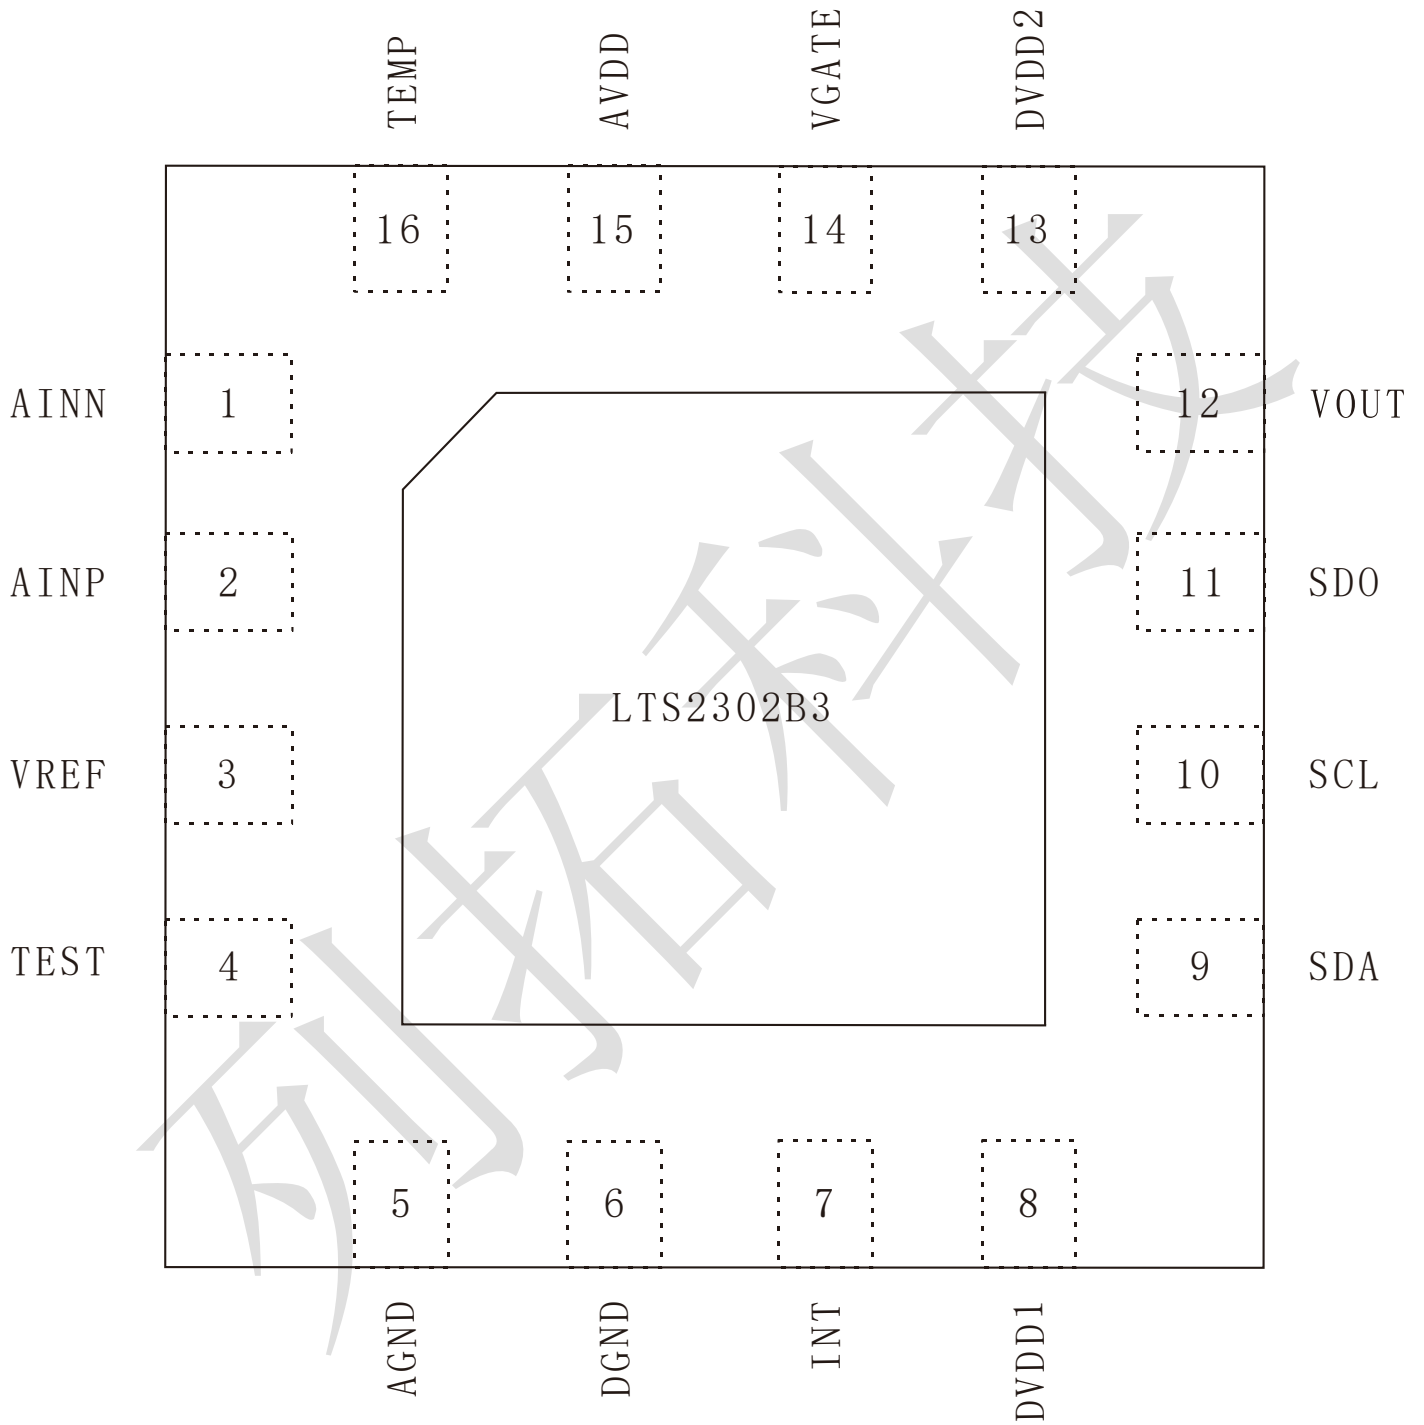 TEMP AVDD VGATE DVDD2
16 15 14 13
AINN 1 12 VOUT
AINP 2 11 SDO
LTS2302B3
VREF 3 10 SCL
TEST 4 9 SDA
5 6 7 8
AGND DGND INT DVDD1
列拓科技